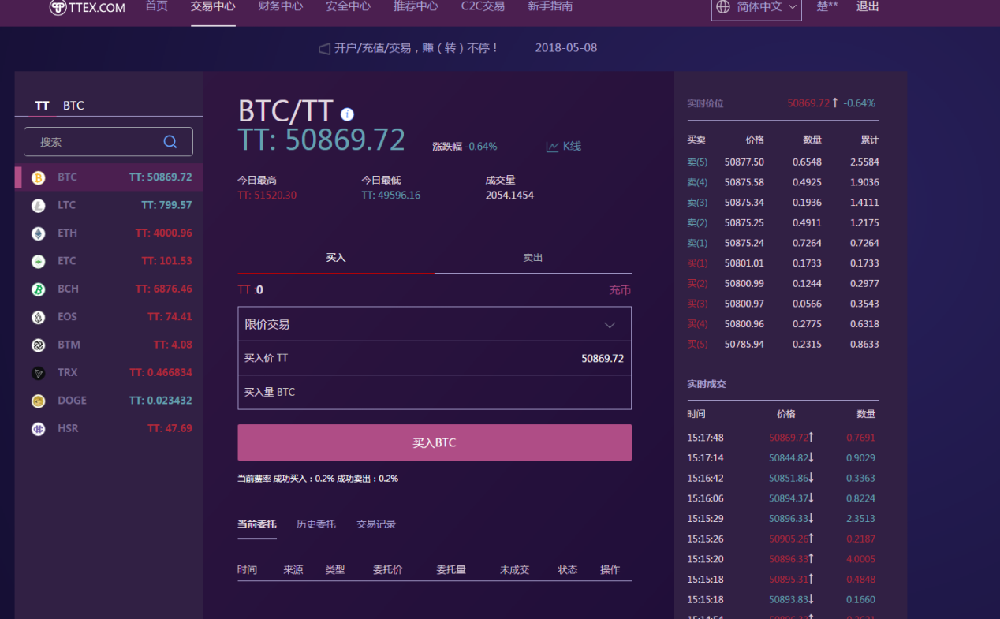 TTEX.COM 首页 交易中心 财务中心 安全中心 推荐中心 C2C交易 新手指南 简体中文 楚** 退出
开户/充值/交易，赚（转）不停！ 2018-05-08
TT BTC
搜索
BTC TT: 50869.72
LTC TT: 799.57
ETH TT: 4000.96
ETC TT: 101.53
BCH TT: 6876.46
EOS TT: 74.41
BTM TT: 4.08
TRX TT: 0.466834
DOGE TT: 0.023432
HSR TT: 47.69
BTC/TT
TT: 50869.72 涨跌幅 -0.64% K线
今日最高 今日最低 成交量
TT: 51520.30 TT: 49596.16 2054.1454
买入 卖出
TT :0 充币
限价交易
买入价 TT 50869.72
买入量 BTC
买入BTC
当前费率 成功买入：0.2% 成功卖出：0.2%
当前委托 历史委托 交易记录
时间 来源 类型 委托价 委托量 未成交 状态 操作
实时价位 50869.72↑ -0.64%
买卖 价格 数量 累计
卖(5) 50877.50 0.6548 2.5584
卖(4) 50875.58 0.4925 1.9036
卖(3) 50875.34 0.1936 1.4111
卖(2) 50875.25 0.4911 1.2175
卖(1) 50875.24 0.7264 0.7264
买(1) 50801.01 0.1733 0.1733
买(2) 50800.99 0.1244 0.2977
买(3) 50800.97 0.0566 0.3543
买(4) 50800.96 0.2775 0.6318
买(5) 50785.94 0.2315 0.8633
实时成交
时间 价格 数量
15:17:48 50869.72↑ 0.7691
15:17:14 50844.82↓ 0.9029
15:16:42 50851.86↓ 0.3363
15:16:06 50894.37↓ 0.8224
15:15:29 50896.33↓ 2.3513
15:15:26 50905.26↑ 0.2187
15:15:20 50896.33↑ 4.0005
15:15:18 50895.31↑ 0.4848
15:15:18 50893.83↓ 0.1660